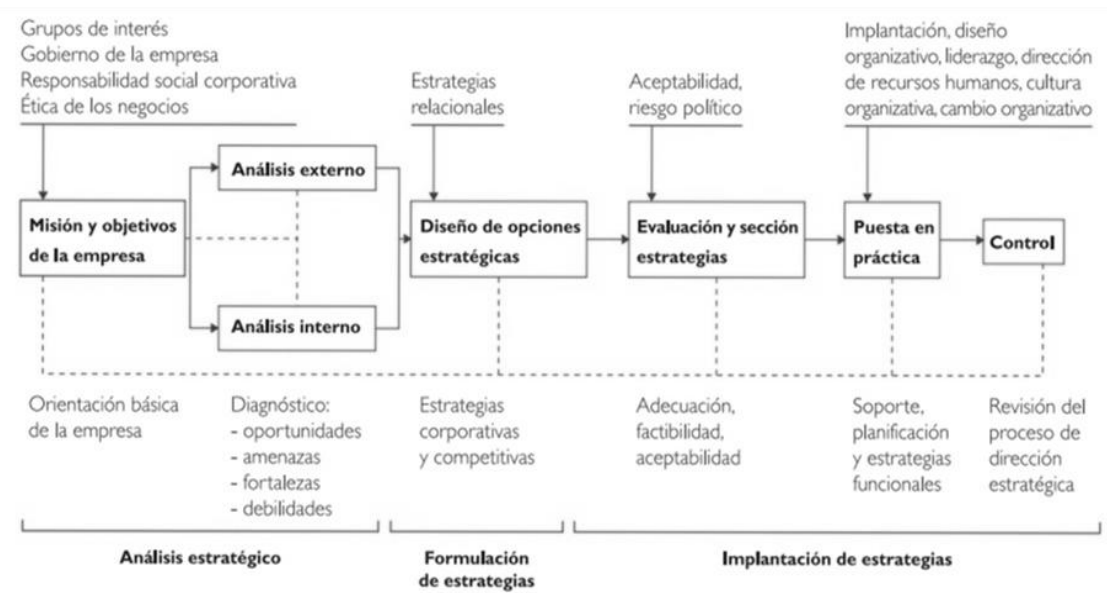 Grupos de interés
Gobierno de la empresa
Responsabilidad social corporativa
Ética de los negocios
Estrategias
relacionales
Aceptabilidad,
riesgo político
Implantación, diseño
organizativo, liderazgo, dirección
de recursos humanos, cultura
organizativa, cambio organizativo
Misión y objetivos
de la empresa
Análisis externo
Análisis interno
Diseño de opciones
estratégicas
Evaluación y sección
estrategias
Puesta en
práctica
Control
Orientación básica
de la empresa
Diagnóstico:
- oportunidades
- amenazas
- fortalezas
- debilidades
Estrategias
corporativas
y competitivas
Adecuación,
factibilidad,
aceptabilidad
Soporte,
planificación
y estrategias
funcionales
Revisión del
proceso de
dirección
estratégica
Análisis estratégico
Formulación
de estrategias
Implantación de estrategias